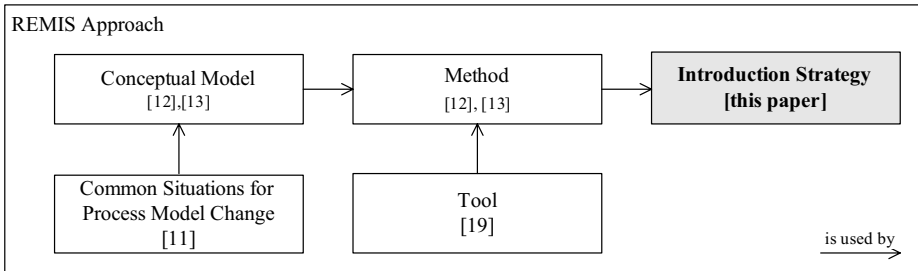 REMIS Approach
Conceptual Model
[12],[13]
Method
[12], [13]
Introduction Strategy
[this paper]
Common Situations for
Process Model Change
[11]
Tool
[19]
is used by